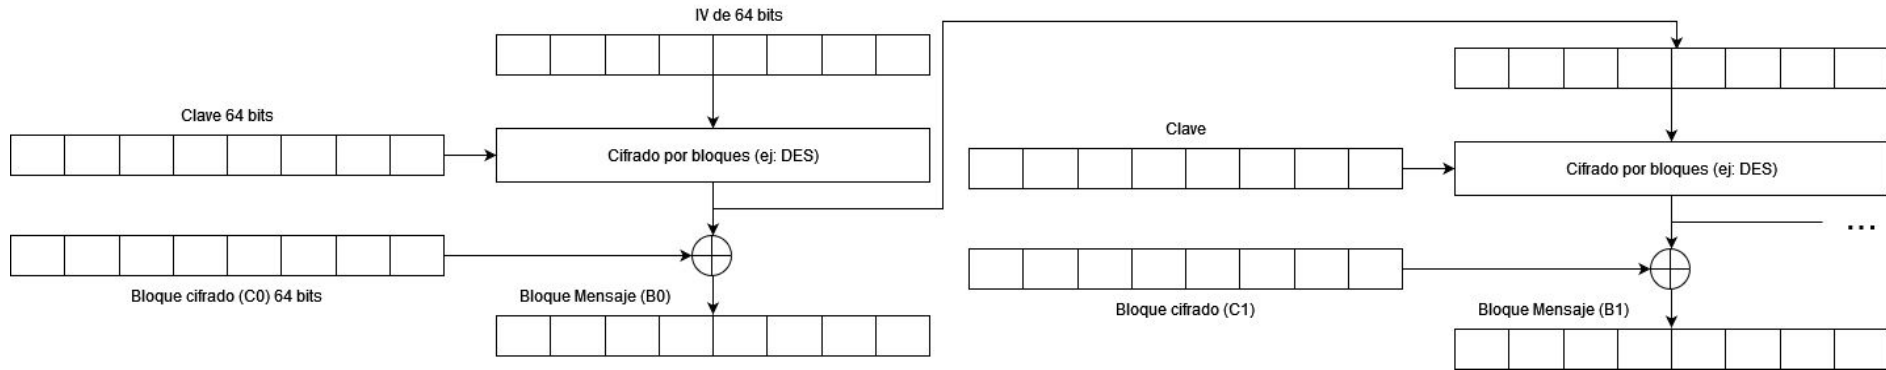 IV de 64 bits
Clave 64 bits
Cifrado por bloques (ej: DES)
Bloque cifrado (C0) 64 bits
Bloque Mensaje (B0)
Clave
Cifrado por bloques (ej: DES)
...
Bloque cifrado (C1)
Bloque Mensaje (B1)